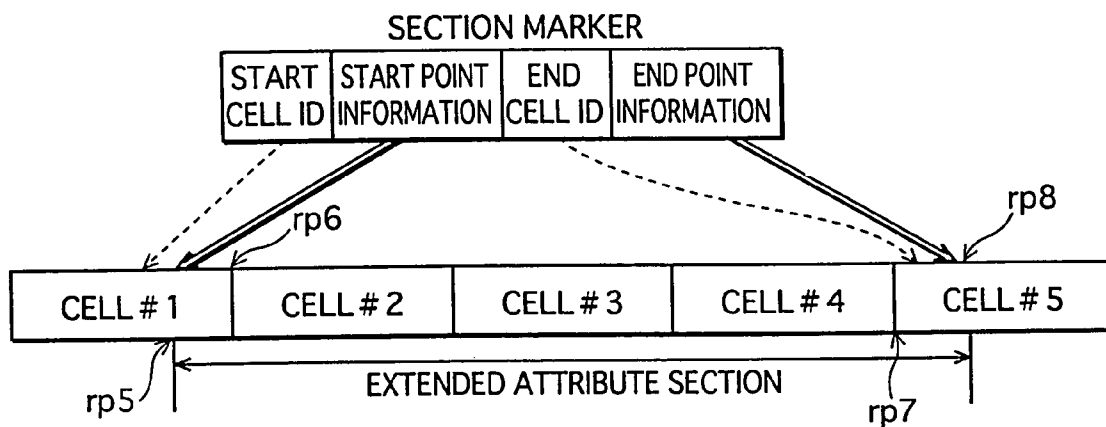 SECTION MARKER
START CELL ID
START POINT INFORMATION
END CELL ID
END POINT INFORMATION
rp6
rp8
CELL # 1
CELL # 2
CELL # 3
CELL # 4
CELL # 5
rp5
EXTENDED ATTRIBUTE SECTION
rp7